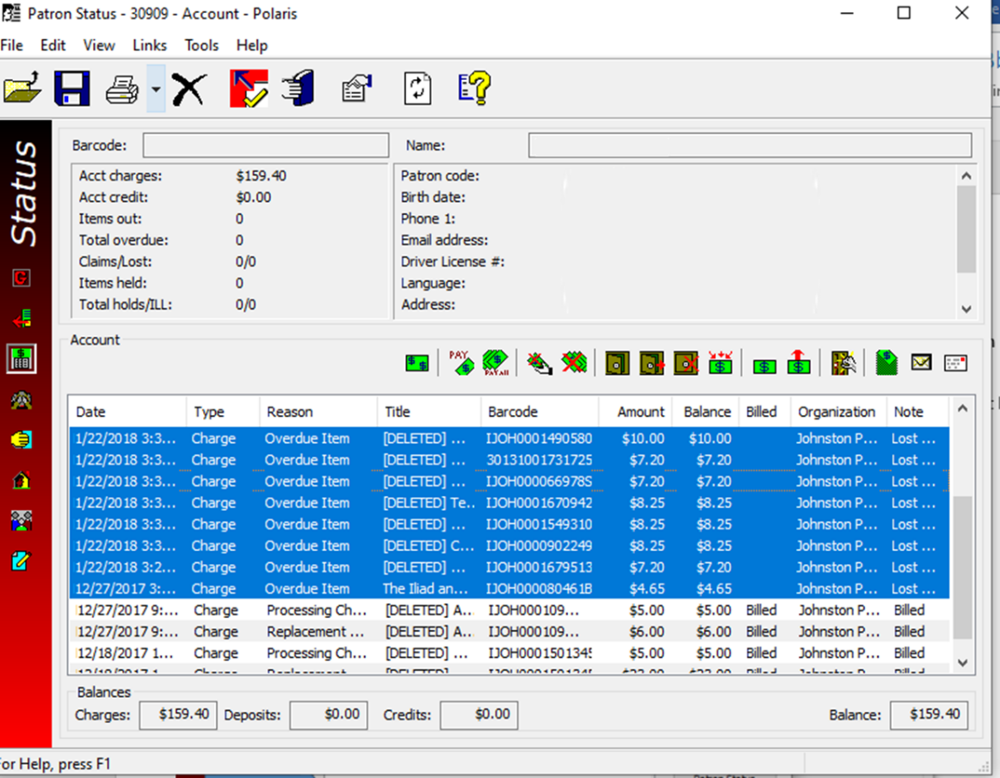 Patron Status - 30909 - Account - Polaris
File Edit View Links Tools Help
Status
Barcode: Name:
Acct charges: $159.40
Acct credit: $0.00
Items out: 0
Total overdue: 0
Claims/Lost: 0/0
Items held: 0
Total holds/ILL: 0/0
Patron code:
Birth date:
Phone 1:
Email address:
Driver License #:
Language:
Address:
Account
PAY
PAY ALL
Date Type Reason Title Barcode Amount Balance Billed Organization Note
1/22/2018 3:3... Charge Overdue Item [DELETED] ... IJOH0001490580 $10.00 $10.00 Johnston P... Lost ...
1/22/2018 3:3... Charge Overdue Item [DELETED] ... 30131001731725 $7.20 $7.20 Johnston P... Lost ...
1/22/2018 3:3... Charge Overdue Item [DELETED] ... IJOH000066978S $7.20 $7.20 Johnston P... Lost ...
1/22/2018 3:3... Charge Overdue Item [DELETED] Te... IJOH0001670942 $8.25 $8.25 Johnston P... Lost ...
1/22/2018 3:3... Charge Overdue Item [DELETED] ... IJOH0001549310 $8.25 $8.25 Johnston P... Lost ...
1/22/2018 3:3... Charge Overdue Item [DELETED] C... IJOH0000902249 $8.25 $8.25 Johnston P... Lost ...
1/22/2018 3:2... Charge Overdue Item [DELETED] ... IJOH0001679513 $7.20 $7.20 Johnston P... Lost ...
12/27/2017 3:... Charge Overdue Item The Iliad an... IJOH000080461B $4.65 $4.65 Johnston P... Lost ...
12/27/2017 9:... Charge Processing Ch... [DELETED] A... IJOH000109... $5.00 $5.00 Billed Johnston P... Billed
12/27/2017 9:... Charge Replacement ... [DELETED] A... IJOH000109... $6.00 $6.00 Billed Johnston P... Billed
12/18/2017 1... Charge Processing Ch... [DELETED] ... IJOH0001501345 $5.00 $5.00 Billed Johnston P... Billed
Balances
Charges: $159.40 Deposits: $0.00 Credits: $0.00 Balance: $159.40
For Help, press F1